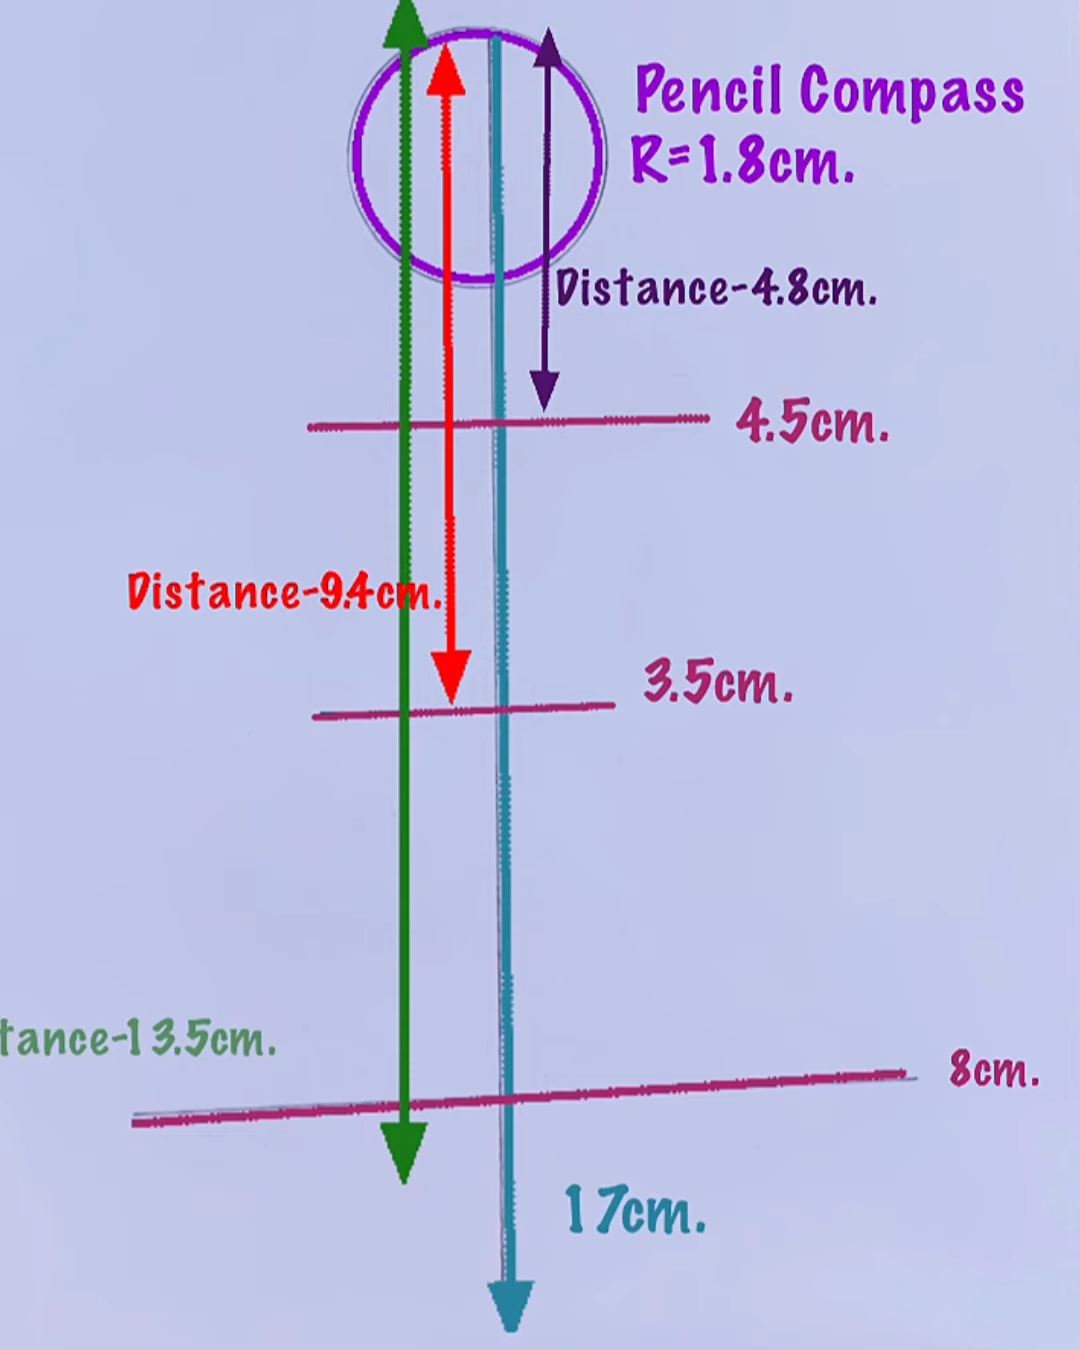 Pencil Compass
R=1.8cm.
Distance-4.8cm.
4.5cm.
Distance-9.4cm.
3.5cm.
tance-13.5cm.
8cm.
17cm.